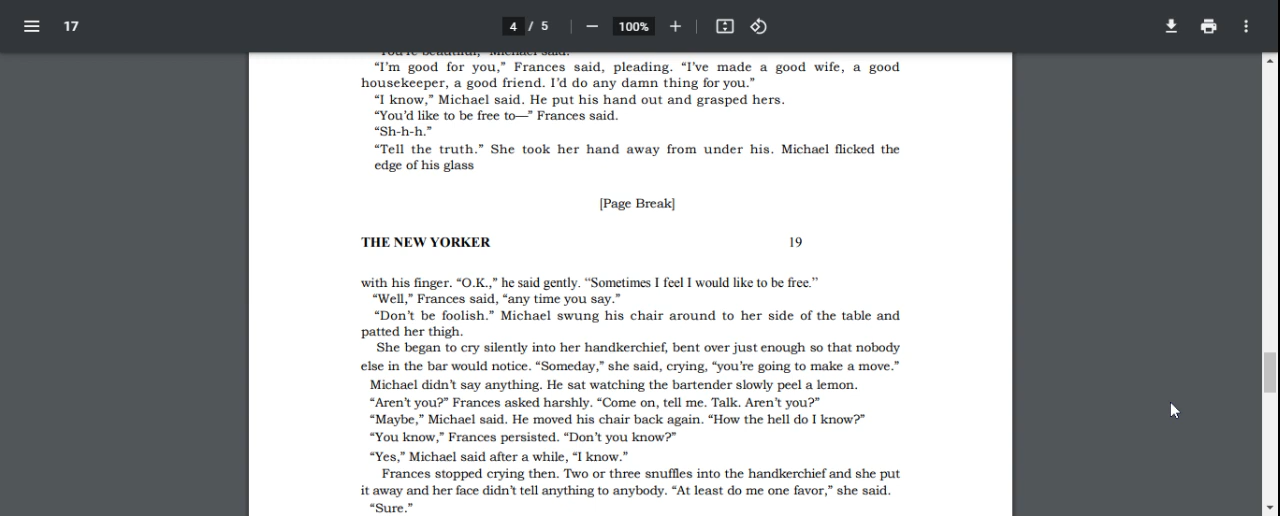 17
4 / 5
100%
"You're beautiful," Michael said.
“I’m good for you,” Frances said, pleading. “I’ve made a good wife, a good
housekeeper, a good friend. I’d do any damn thing for you.”
“I know,” Michael said. He put his hand out and grasped hers.
“You’d like to be free to—” Frances said.
“Sh-h-h.”
“Tell the truth.” She took her hand away from under his. Michael flicked the
edge of his glass
[Page Break]
THE NEW YORKER 19
with his finger. “O.K.,” he said gently. “Sometimes I feel I would like to be free.”
“Well,” Frances said, “any time you say.”
“Don’t be foolish.” Michael swung his chair around to her side of the table and
patted her thigh.
She began to cry silently into her handkerchief, bent over just enough so that nobody
else in the bar would notice. “Someday,” she said, crying, “you’re going to make a move.”
Michael didn’t say anything. He sat watching the bartender slowly peel a lemon.
“Aren’t you?” Frances asked harshly. “Come on, tell me. Talk. Aren’t you?”
“Maybe,” Michael said. He moved his chair back again. “How the hell do I know?”
“You know,” Frances persisted. “Don’t you know?”
“Yes,” Michael said after a while, “I know.”
Frances stopped crying then. Two or three snuffles into the handkerchief and she put
it away and her face didn’t tell anything to anybody. “At least do me one favor,” she said.
“Sure.”